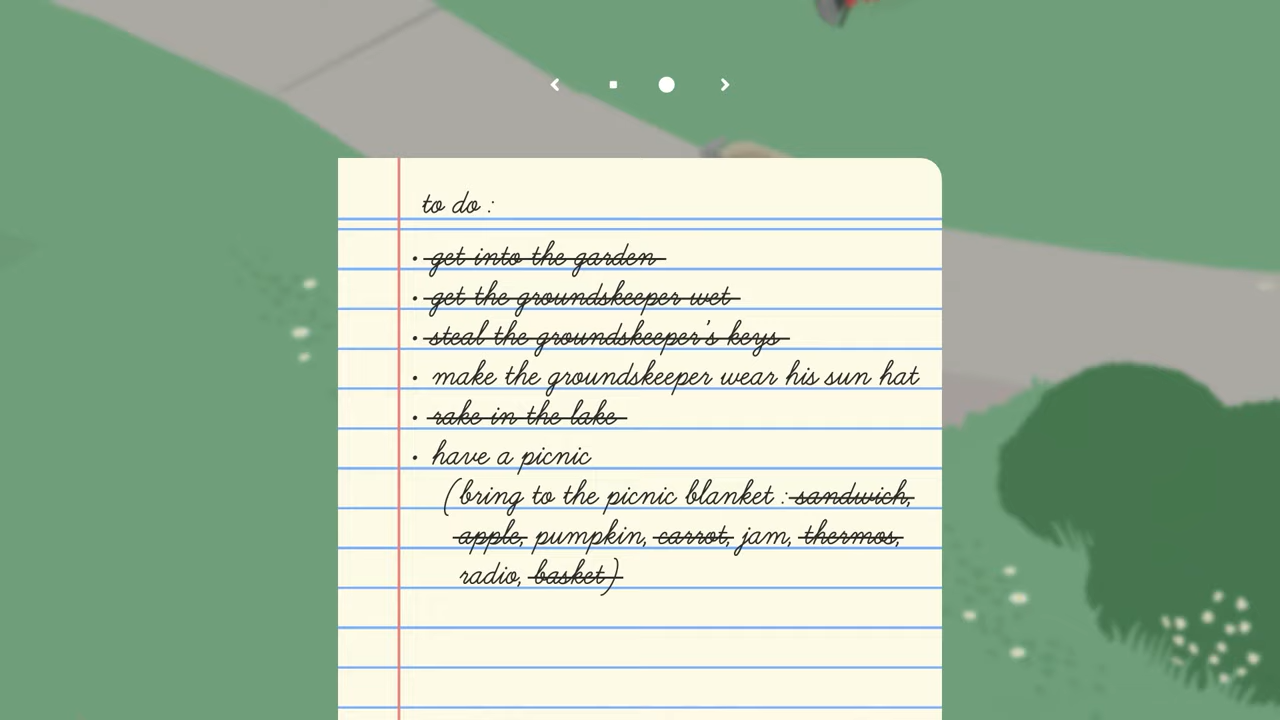 to do :
• get into the garden
• get the groundskeeper wet
• steal the groundskeeper's keys
• make the groundskeeper wear his sun hat
• rake in the lake
• have a picnic
(bring to the picnic blanket : sandwich,
apple, pumpkin, carrot, jam, thermos,
radio, basket)